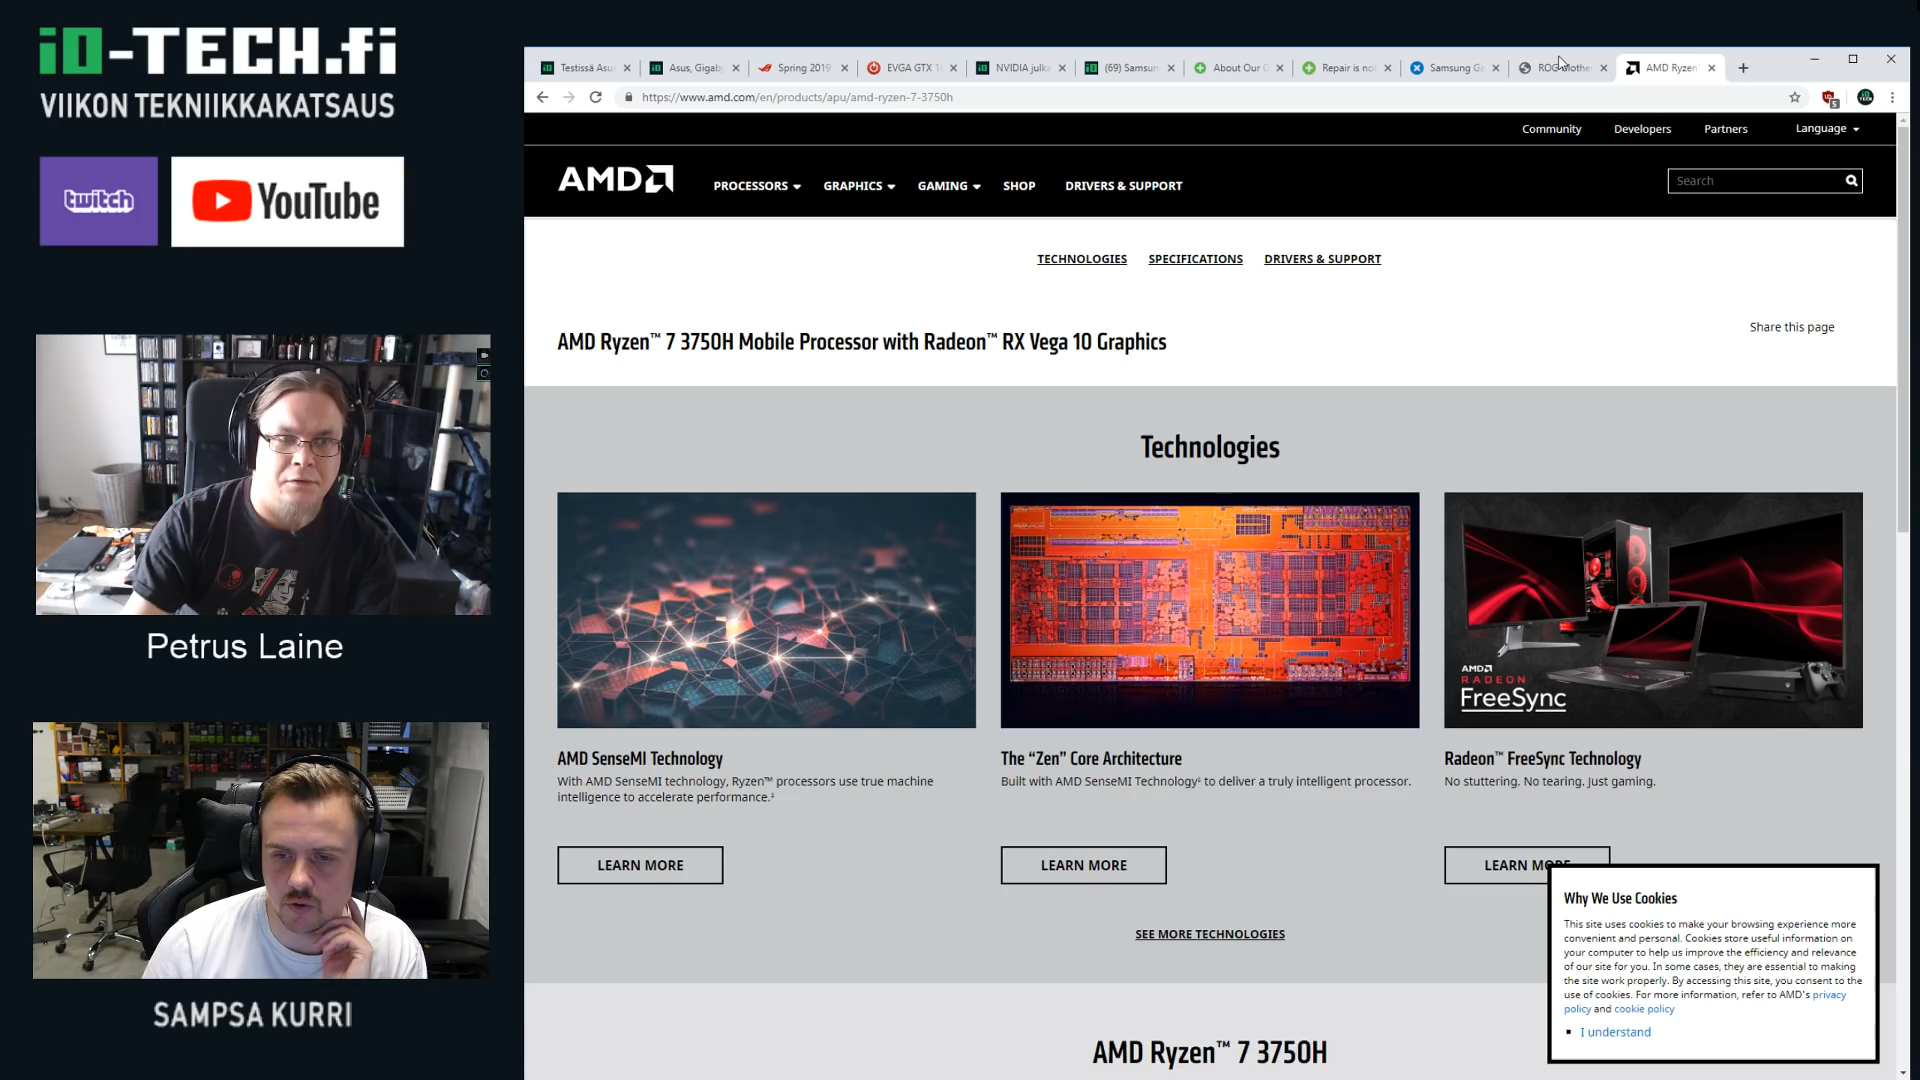 iO-TECH.fi
VIIKON TEKNIIKKAKATSAUS
twitch
YouTube
Petrus Laine
SAMPSA KURRI
Testissä Asu
Asus, Gigaby
Spring 2019
EVGA GTX 1
NVIDIA julk
(69) Samsun
About Our G
Repair is no
Samsung Ga
ROG Mothe
AMD Ryzen
https://www.amd.com/en/products/apu/amd-ryzen-7-3750h
Community
Developers
Partners
Language
AMD
PROCESSORS
GRAPHICS
GAMING
SHOP
DRIVERS & SUPPORT
Search
TECHNOLOGIES
SPECIFICATIONS
DRIVERS & SUPPORT
AMD Ryzen™ 7 3750H Mobile Processor with Radeon™ RX Vega 10 Graphics
Share this page
Technologies
AMD
RADEON
FreeSync
AMD SenseMI Technology
With AMD SenseMI technology, Ryzen™ processors use true machine
intelligence to accelerate performance.‡
LEARN MORE
The “Zen” Core Architecture
Built with AMD SenseMI Technology‡ to deliver a truly intelligent processor.
LEARN MORE
Radeon™ FreeSync Technology
No stuttering. No tearing. Just gaming.
LEARN MORE
SEE MORE TECHNOLOGIES
AMD Ryzen™ 7 3750H
Why We Use Cookies
This site uses cookies to make your browsing experience more
convenient and personal. Cookies store useful information on
your computer to help us improve the efficiency and relevance
of our site for you. In some cases, they are essential to making
the site work properly. By accessing this site, you consent to the
use of cookies. For more information, refer to AMD's privacy
policy and cookie policy
I understand